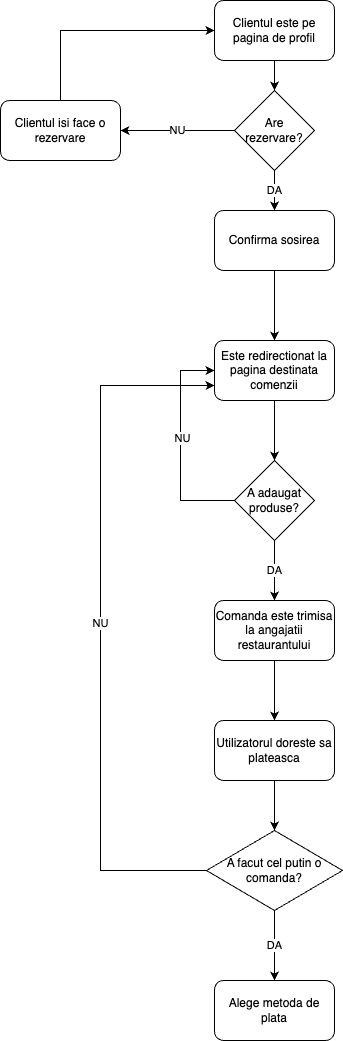 Clientul este pe
pagina de profil
Clientul isi face o
rezervare
NU
Are
rezervare?
DA
Confirma sosirea
Este redirectionat la
pagina destinata
comenzii
NU
A adaugat
produse?
DA
Comanda este trimisa
la angajatii
restaurantului
NU
Utilizatorul doreste sa
plateasca
A facut cel putin o
comanda?
DA
Alege metoda de
plata